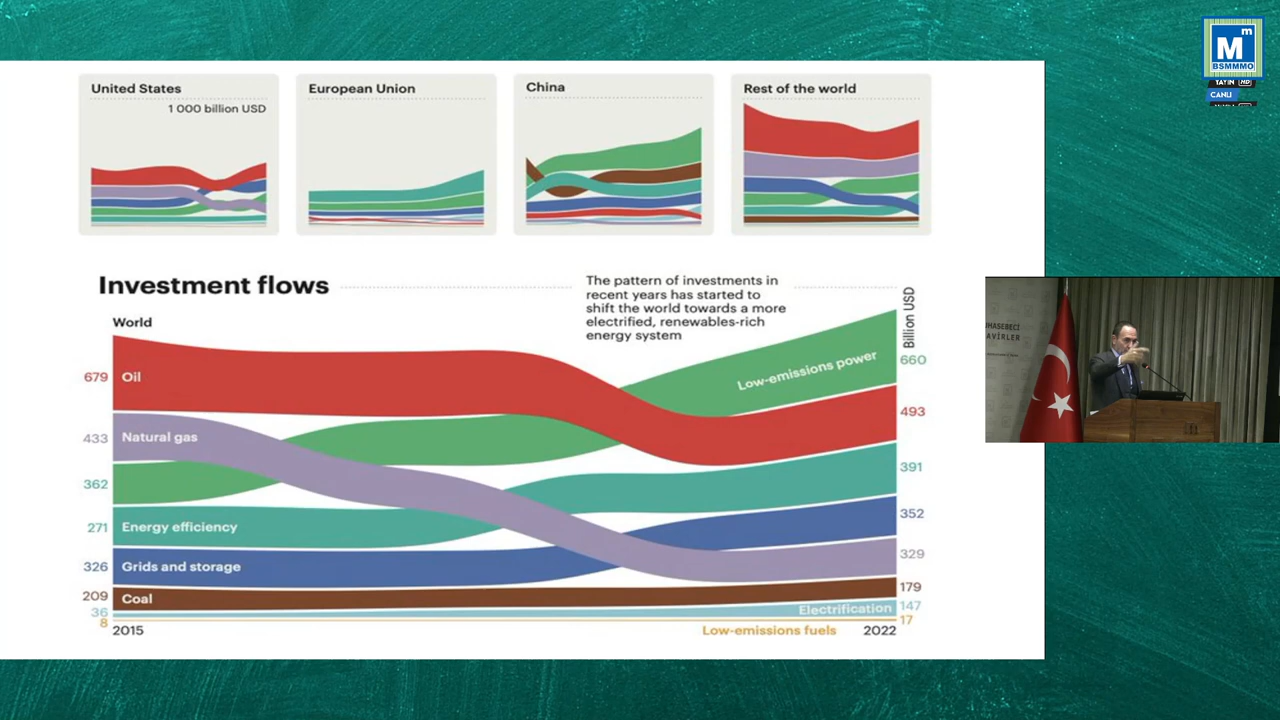 United States
1 000 billion USD
European Union
China
Rest of the world
Investment flows
The pattern of investments in
recent years has started to
shift the world towards a more
electrified, renewables-rich
energy system
World
Billion USD
679
Oil
433
Natural gas
362
271
Energy efficiency
326
Grids and storage
209
Coal
36
8
2015
Low-emissions power
660
493
391
352
329
179
Electrification
147
17
Low-emissions fuels
2022
M m
BSMMMO
YAYIN HD
CANLI